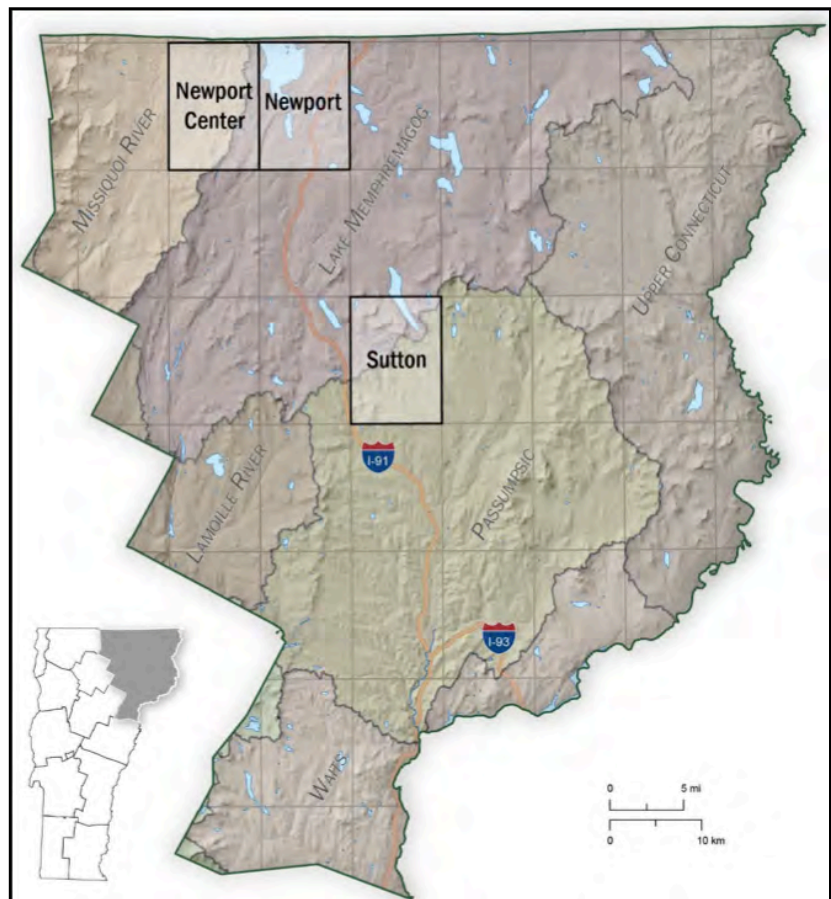 Newport
Center
Newport
MISSIQUOI RIVER
LAKE MEMPHREMAGOG
UPPER CONNECTICUT
Sutton
I-91
LAMOILLE RIVER
PASSUMPSIC
I-93
WAITS
0 5 mi
0 10 km